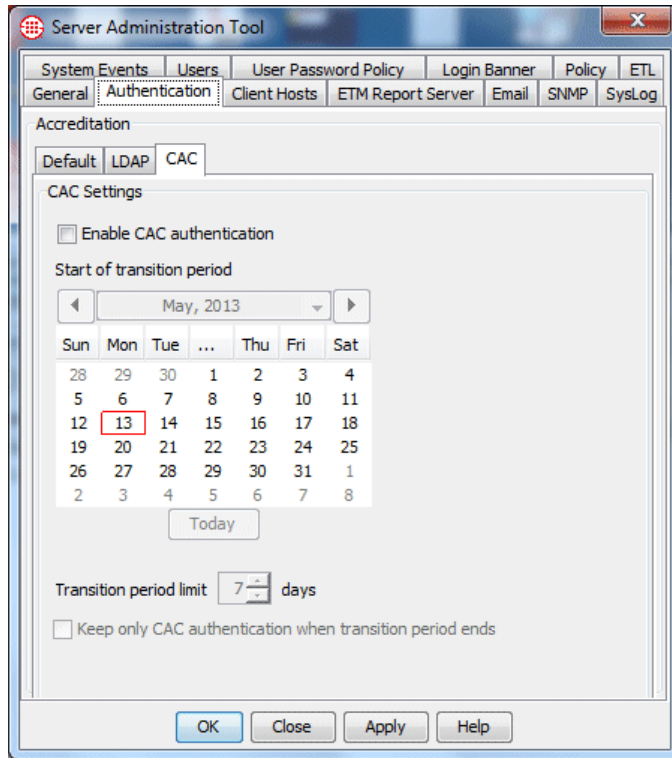 Server Administration Tool
System Events Users User Password Policy Login Banner Policy ETL
General Authentication Client Hosts ETM Report Server Email SNMP SysLog
Accreditation
Default LDAP CAC
CAC Settings
Enable CAC authentication
Start of transition period
May, 2013
Sun Mon Tue ... Thu Fri Sat
28 29 30 1 2 3 4
5 6 7 8 9 10 11
12 13 14 15 16 17 18
19 20 21 22 23 24 25
26 27 28 29 30 31 1
2 3 4 5 6 7 8
Today
Transition period limit 7 days
Keep only CAC authentication when transition period ends
OK Close Apply Help